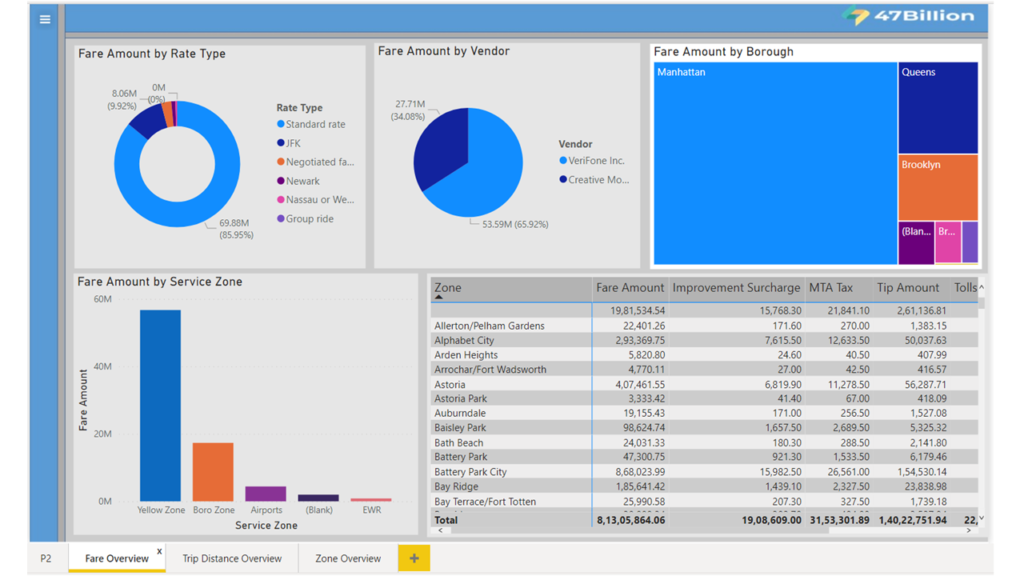 47Billion
Fare Amount by Rate Type
8.06M
(9.92%)
0M
(0%)
69.88M
(85.95%)
Rate Type
Standard rate
JFK
Negotiated fa...
Newark
Nassau or We...
Group ride
Fare Amount by Vendor
27.71M
(34.08%)
53.59M (65.92%)
Vendor
VeriFone Inc.
Creative Mo...
Fare Amount by Borough
Manhattan
Queens
Brooklyn
(Blan...
Br...
Fare Amount by Service Zone
60M
40M
20M
0M
Fare Amount
Yellow Zone Boro Zone Airports (Blank) EWR
Service Zone
Zone Fare Amount Improvement Surcharge MTA Tax Tip Amount Tolls
19,81,534.54 15,768.30 21,841.10 2,61,136.81
Allerton/Pelham Gardens 22,401.26 171.60 270.00 1,383.15
Alphabet City 2,93,369.75 7,615.50 12,633.50 50,037.63
Arden Heights 5,820.80 24.60 40.50 407.99
Arrochar/Fort Wadsworth 4,770.11 27.00 42.50 416.57
Astoria 4,07,461.55 6,819.90 11,278.50 56,287.71
Astoria Park 3,333.42 41.40 67.00 418.09
Auburndale 19,155.43 171.00 256.50 1,527.08
Baisley Park 98,624.74 1,657.50 2,689.50 5,325.32
Bath Beach 24,031.33 180.30 288.50 2,141.80
Battery Park 47,300.75 921.30 1,533.50 6,179.46
Battery Park City 8,68,023.99 15,982.50 26,561.00 1,54,530.14
Bay Ridge 1,85,641.42 1,439.10 2,327.50 23,838.98
Bay Terrace/Fort Totten 25,990.58 207.30 327.50 1,739.18
Total 8,13,05,864.06 19,08,609.00 31,53,301.89 1,40,22,751.94 22,
P2 Fare Overview x Trip Distance Overview Zone Overview +